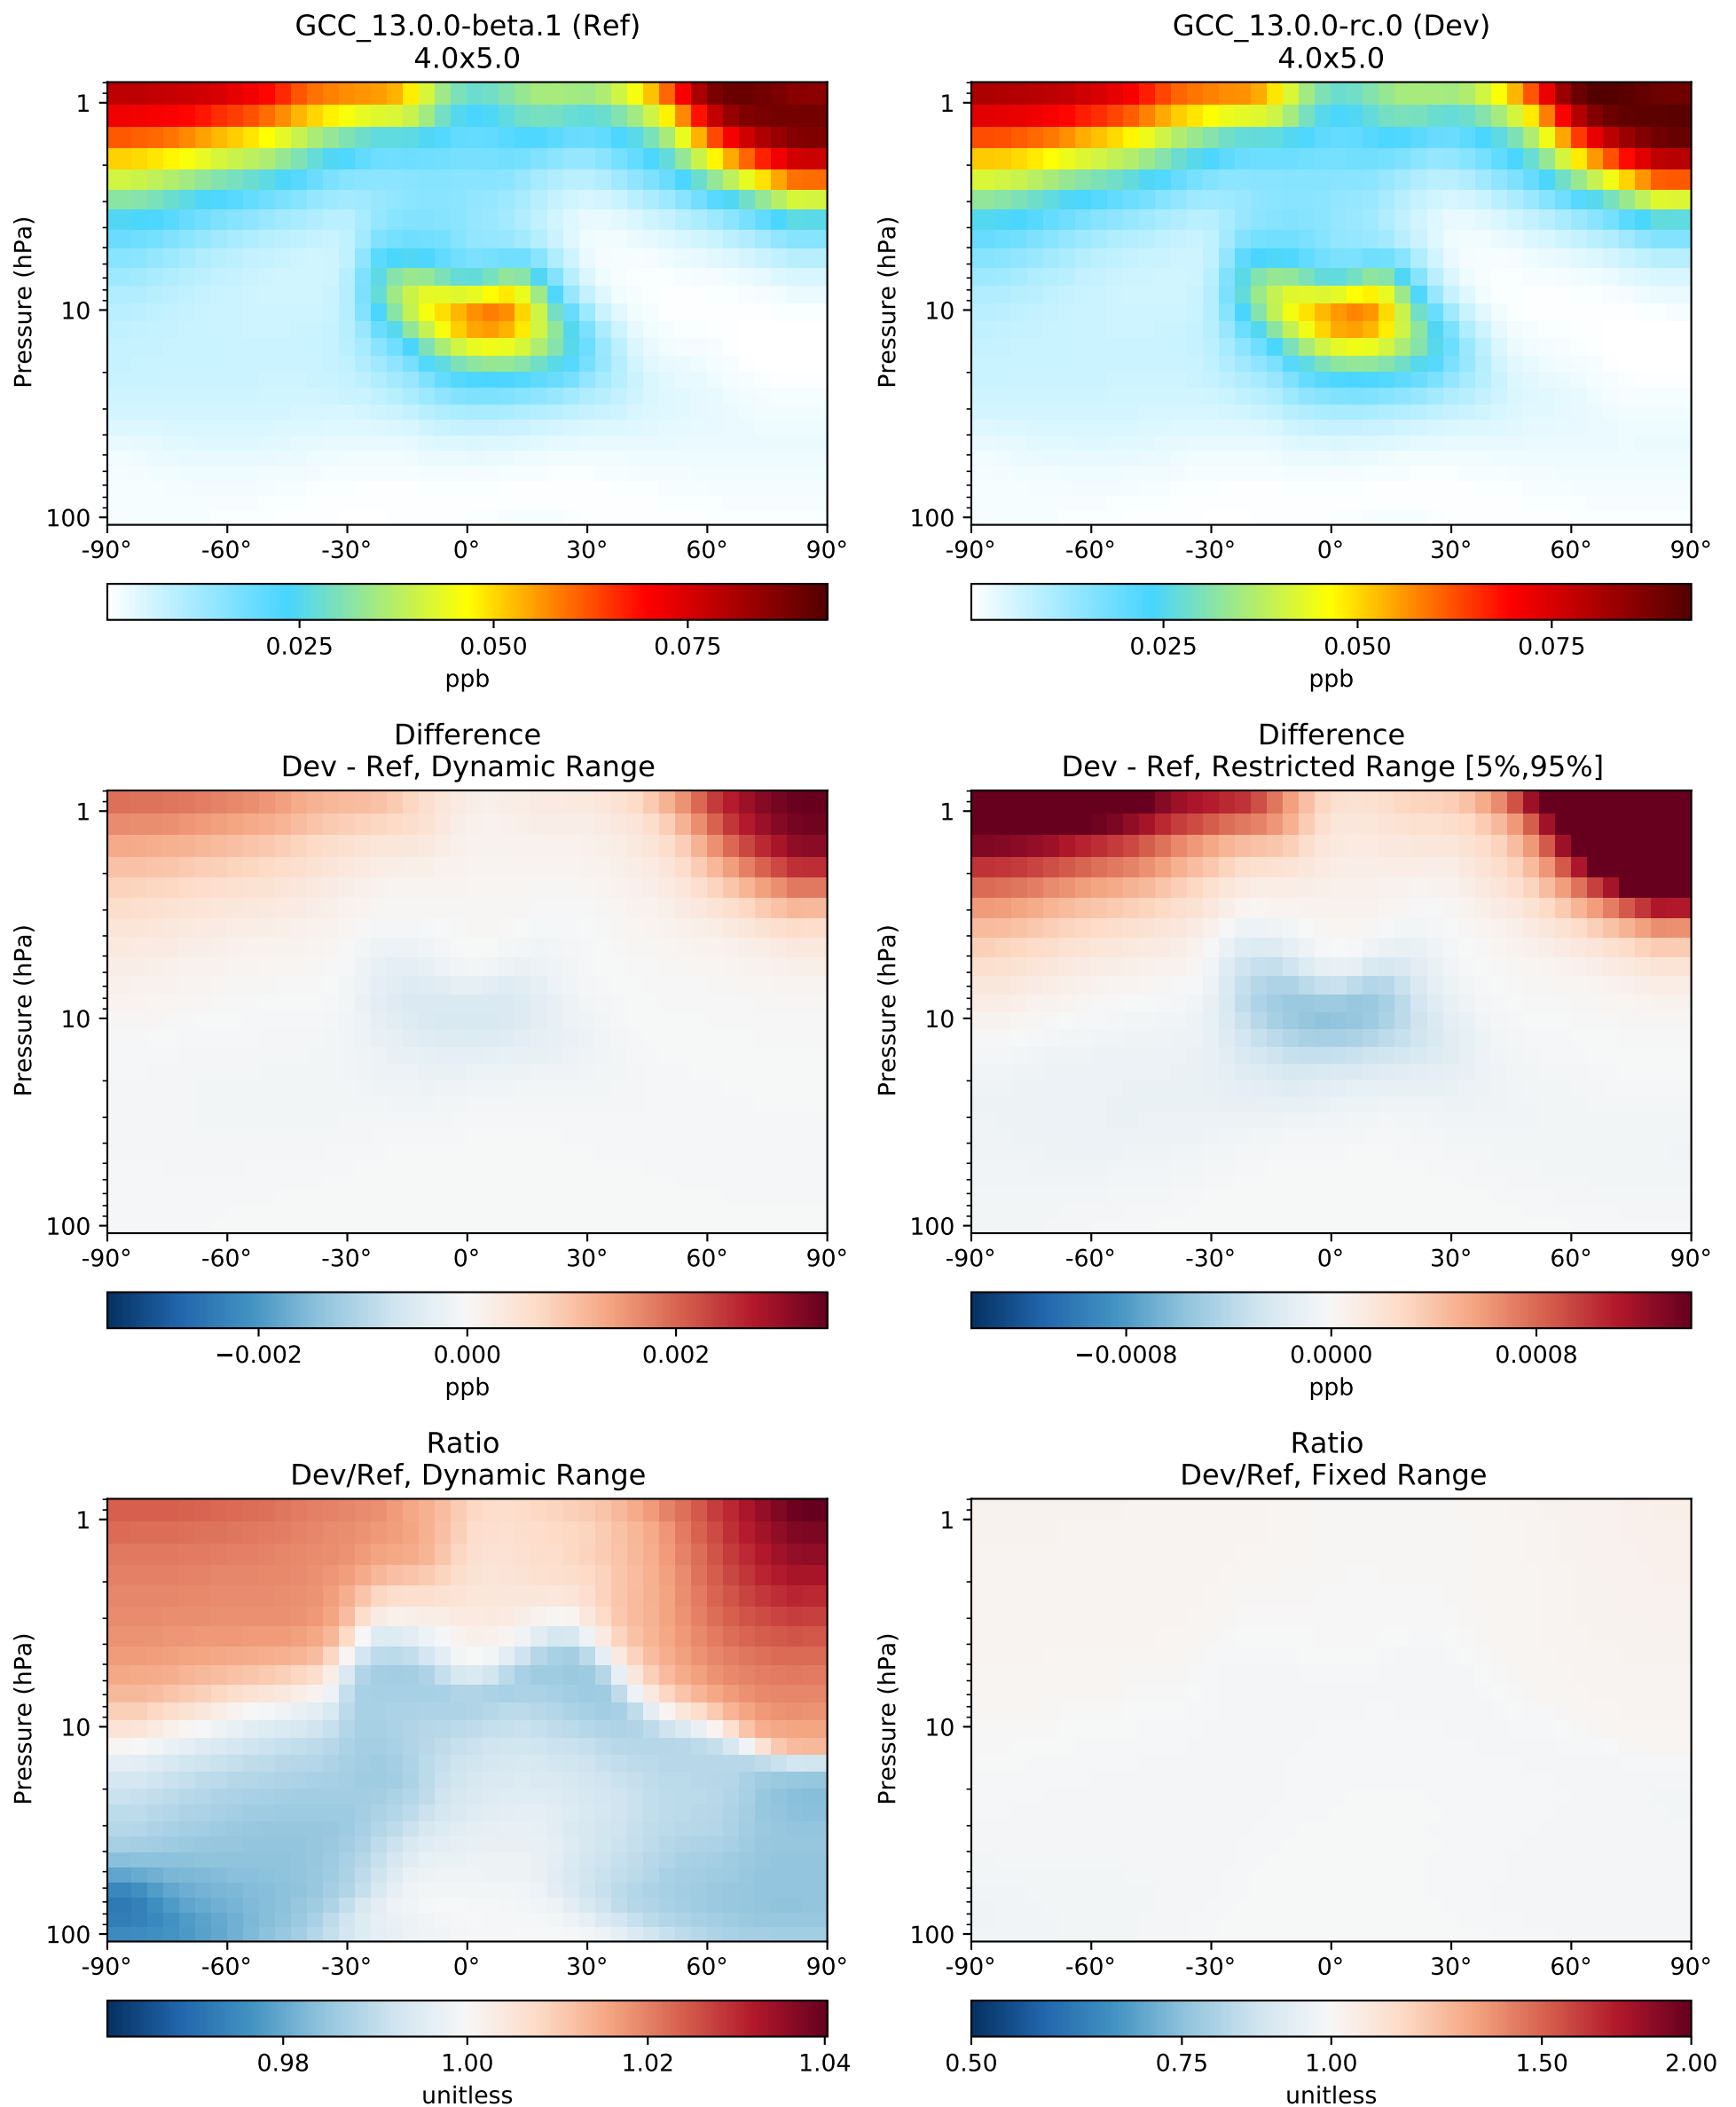 GCC_13.0.0-beta.1 (Ref)
4.0x5.0
Pressure (hPa)
1
10
100
-90° -60° -30° 0° 30° 60° 90°
0.025 0.050 0.075
ppb
GCC_13.0.0-rc.0 (Dev)
4.0x5.0
Pressure (hPa)
1
10
100
-90° -60° -30° 0° 30° 60° 90°
0.025 0.050 0.075
ppb
Difference
Dev - Ref, Dynamic Range
Pressure (hPa)
1
10
100
-90° -60° -30° 0° 30° 60° 90°
−0.002 0.000 0.002
ppb
Difference
Dev - Ref, Restricted Range [5%,95%]
Pressure (hPa)
1
10
100
-90° -60° -30° 0° 30° 60° 90°
−0.0008 0.0000 0.0008
ppb
Ratio
Dev/Ref, Dynamic Range
Pressure (hPa)
1
10
100
-90° -60° -30° 0° 30° 60° 90°
0.98 1.00 1.02 1.04
unitless
Ratio
Dev/Ref, Fixed Range
Pressure (hPa)
1
10
100
-90° -60° -30° 0° 30° 60° 90°
0.50 0.75 1.00 1.50 2.00
unitless